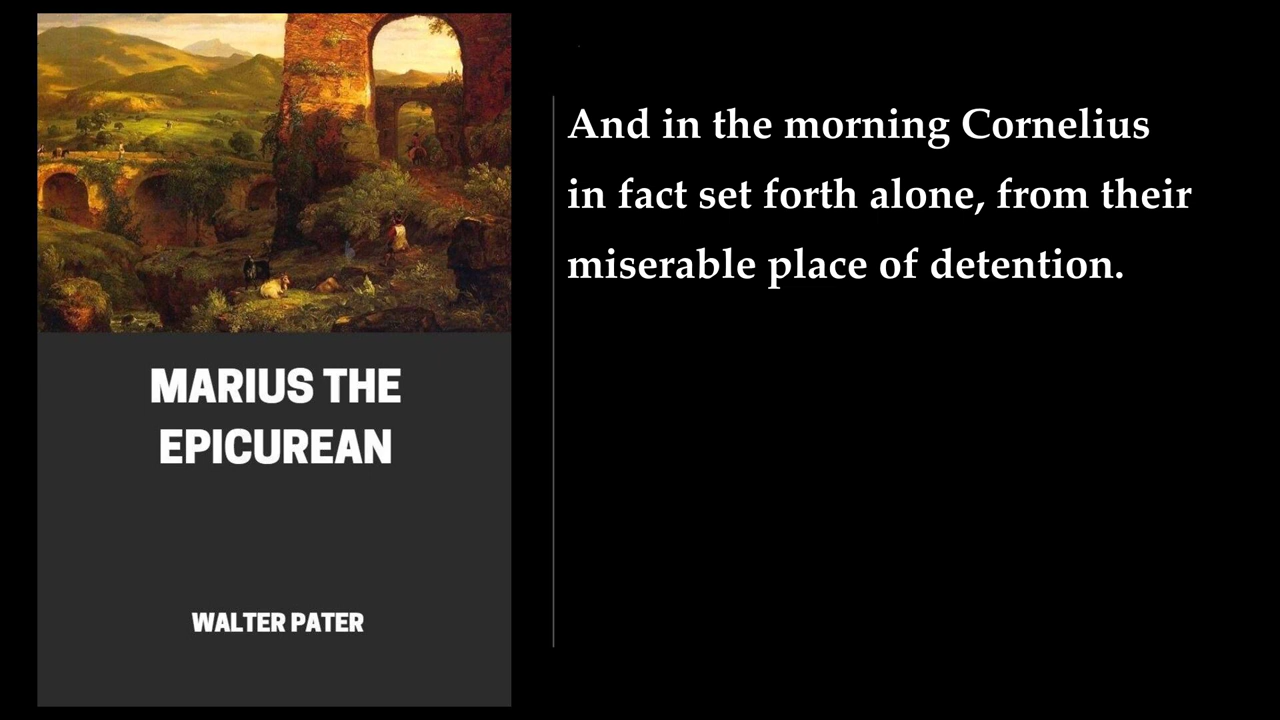 MARIUS THE
EPICUREAN
WALTER PATER
And in the morning Cornelius
in fact set forth alone, from their
miserable place of detention.